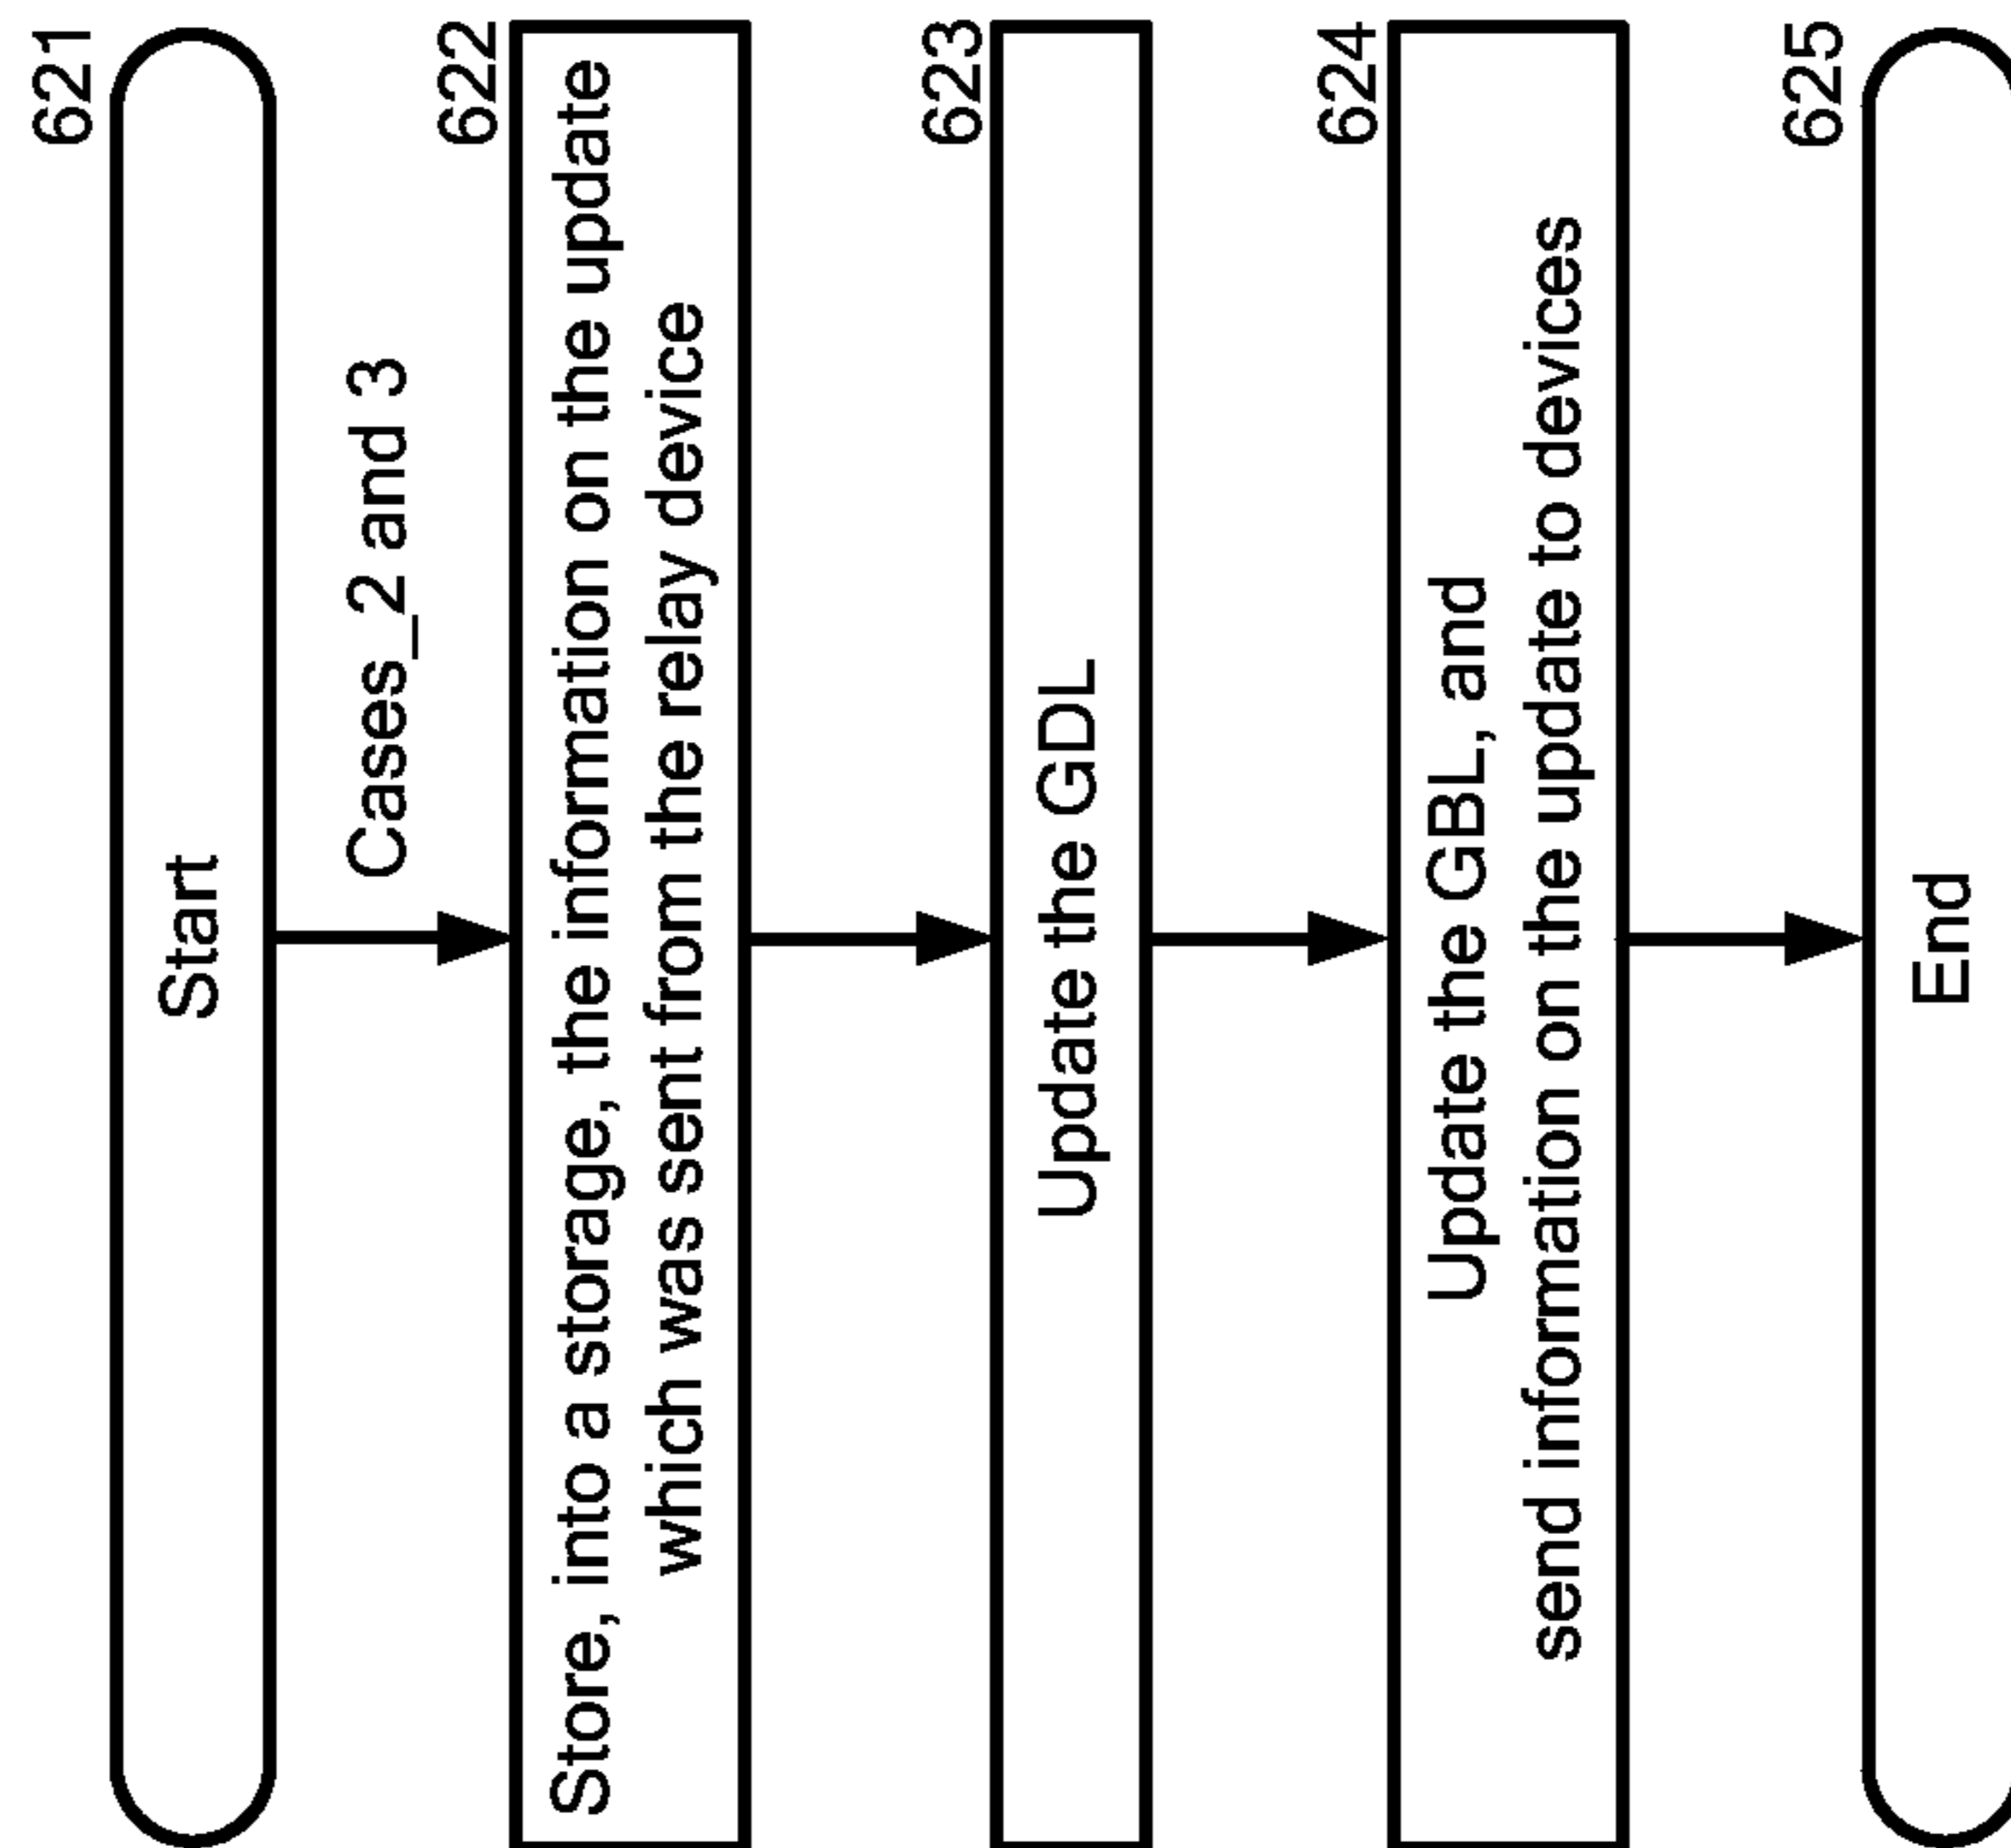 621
Start
Cases_2 and 3
622
Store, into a storage, the information on the update
which was sent from the relay device
623
Update the GDL
624
Update the GBL, and
send information on the update to devices
625
End